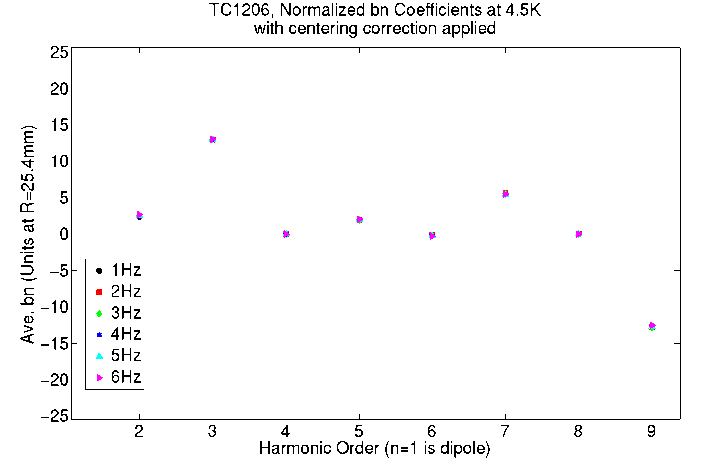 TC1206, Normalized bn Coefficients at 4.5K
with centering correction applied
Ave. bn (Units at R=25.4mm)
25
20
15
10
5
0
−5
−10
−15
−20
−25
1Hz
2Hz
3Hz
4Hz
5Hz
6Hz
2 3 4 5 6 7 8 9
Harmonic Order (n=1 is dipole)